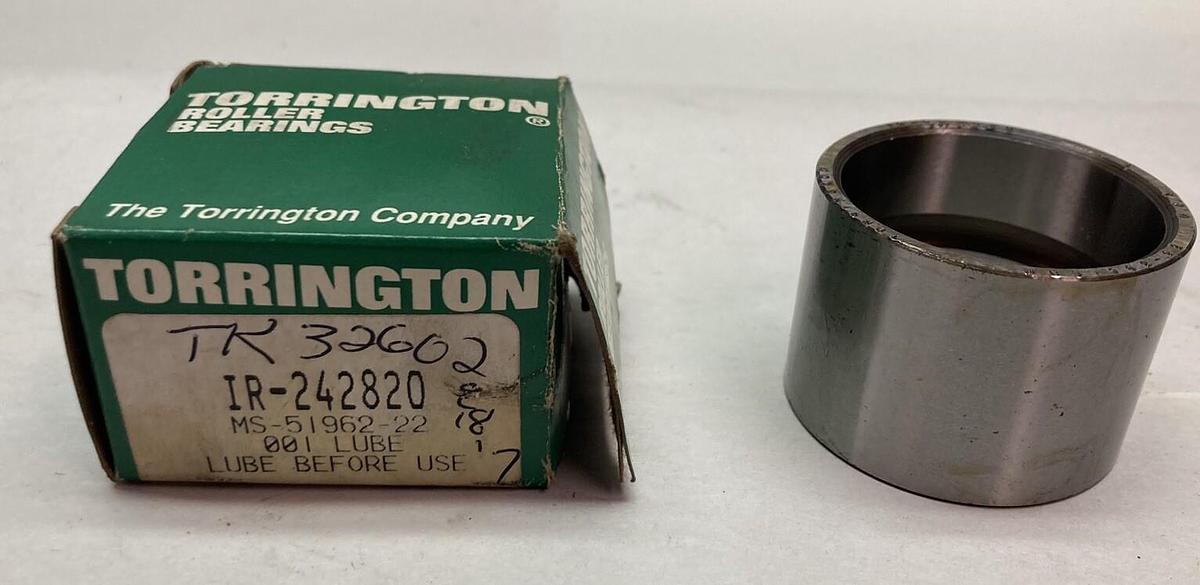 TORRINGTON®
ROLLER
BEARINGS
The Torrington Company
TORRINGTON
TK 32602
IR-242820
MS-51962-22
001 LUBE
LUBE BEFORE USE
7